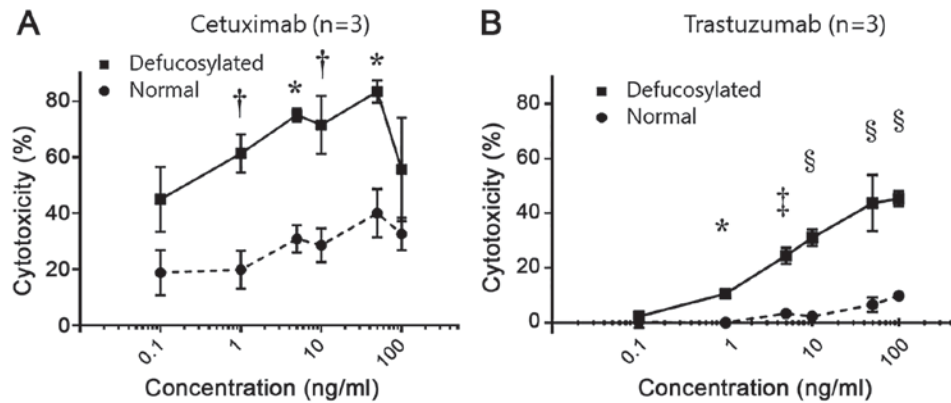 A
Cetuximab (n=3)
Defucosylated
Normal
†
*
†
*
80
60
40
20
0
Cytotoxicity (%)
0.1
1
10
100
Concentration (ng/ml)
B
Trastuzumab (n=3)
Defucosylated
Normal
*
‡
§
§
§
80
60
40
20
0
Cytotoxicity (%)
0.1
1
10
100
Concentration (ng/ml)